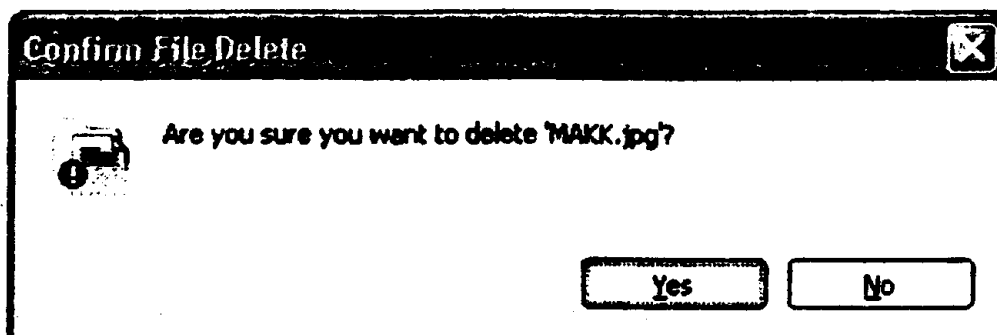 Confirm File Delete
Are you sure you want to delete 'MAKK.jpg'?
Yes
No